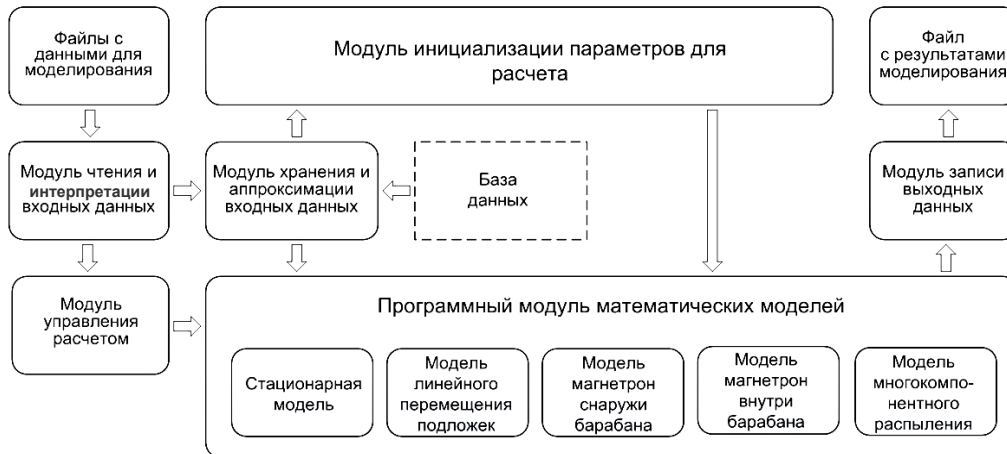 Файлы с
данными для
моделирования
Модуль инициализации параметров для
расчета
Файл
с результатами
моделирования
Модуль чтения и
интерпретации
входных данных
Модуль хранения и
аппроксимации
входных данных
База
данных
Модуль записи
выходных
данных
Модуль
управления
расчетом
Программный модуль математических моделей
Стационарная
модель
Модель
линейного
перемещения
подложек
Модель
магнетрон
снаружи
барабана
Модель
магнетрон
внутри
барабана
Модель
многокомпо-
нентного
распыления